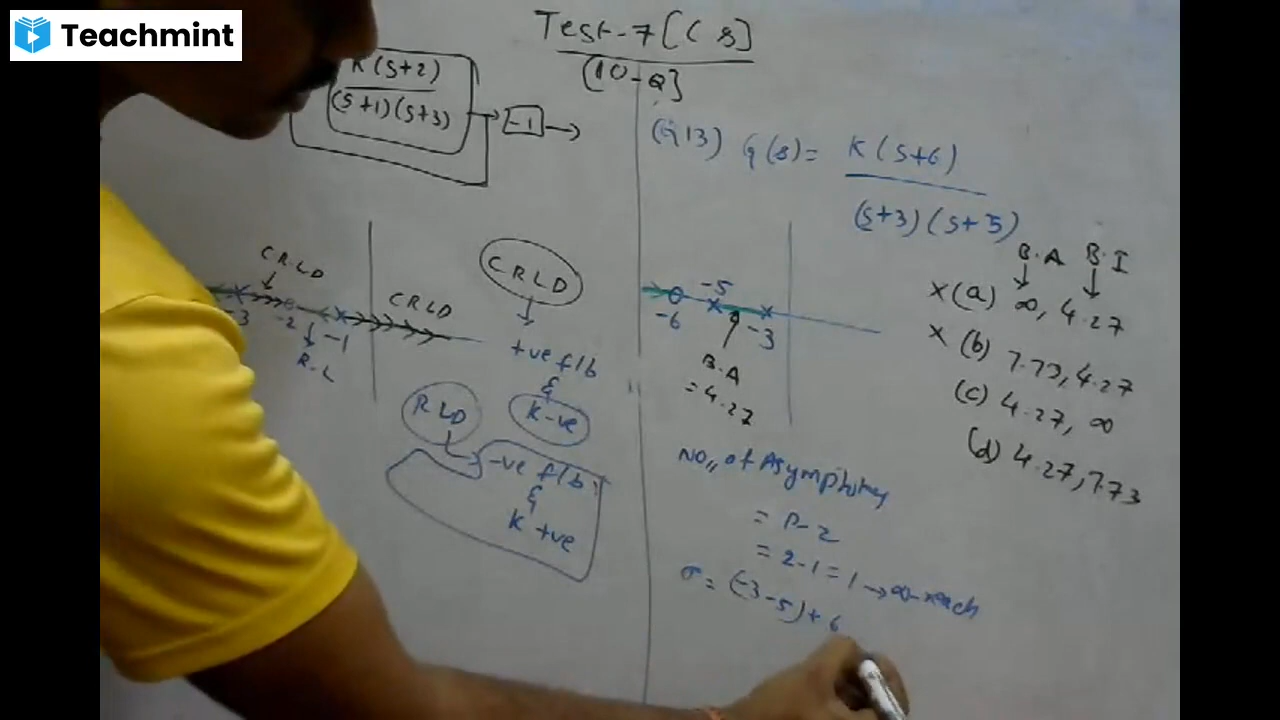 Teachmint
Test-7 [CS]
(10-Q)
K(S+2)
(S+1)(S+3)
-1
CRLD
-3
-2
-1
R.L
CRLD
CRLD
+ve f/b
&
K-ve
RLD
-ve f/b
&
K +ve
Q13) G(s) = K(S+6)
(S+3)(S+5)
-6
-5
-3
B.A
= 4.27
B.A B.I
x (a) ∞, 4.27
x (b) 7.73, 4.27
(c) 4.27, ∞
(d) 4.27, 7.73
No,, of Asymptotes
= P-Z
= 2-1 = 1 → ∞ reach
σ = (-3-5)+6